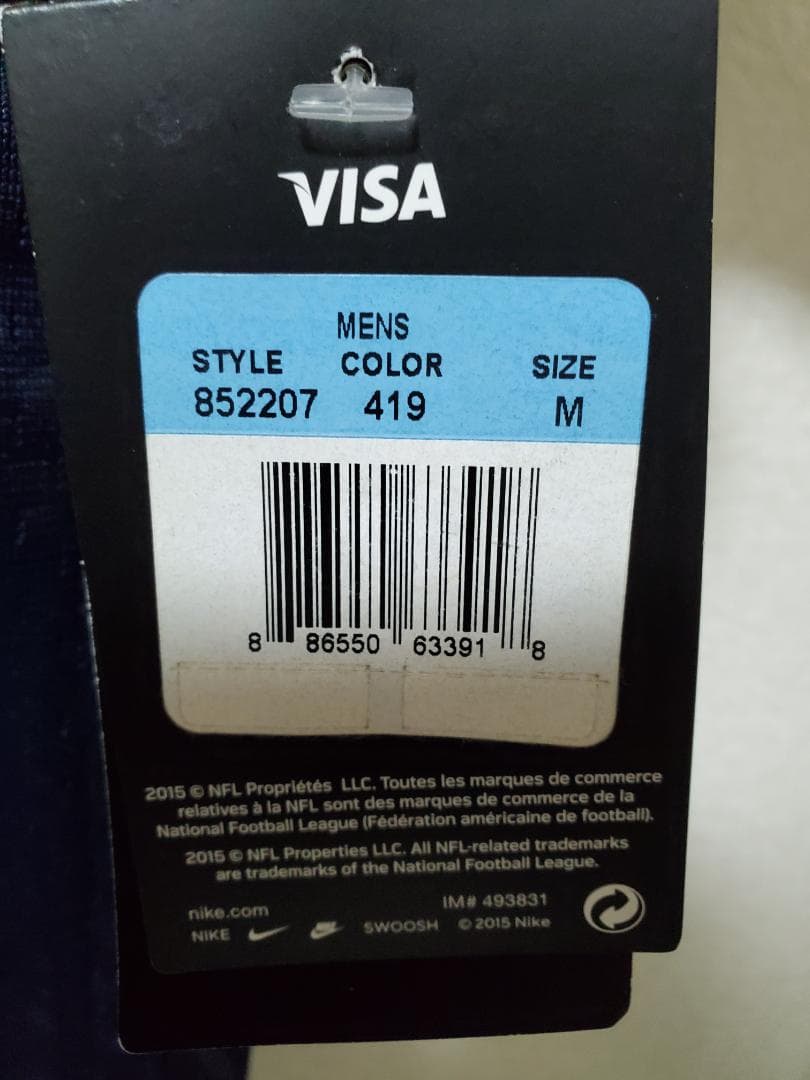 VISA
MENS
STYLE COLOR SIZE
852207 419 M
8 86550 63391 8
2015 © NFL Propriétés LLC. Toutes les marques de commerce
relatives à la NFL sont des marques de commerce de la
National Football League (Fédération américaine de football).
2015 © NFL Properties LLC. All NFL-related trademarks
are trademarks of the National Football League.
nike.com IM# 493831
NIKE SWOOSH © 2015 Nike